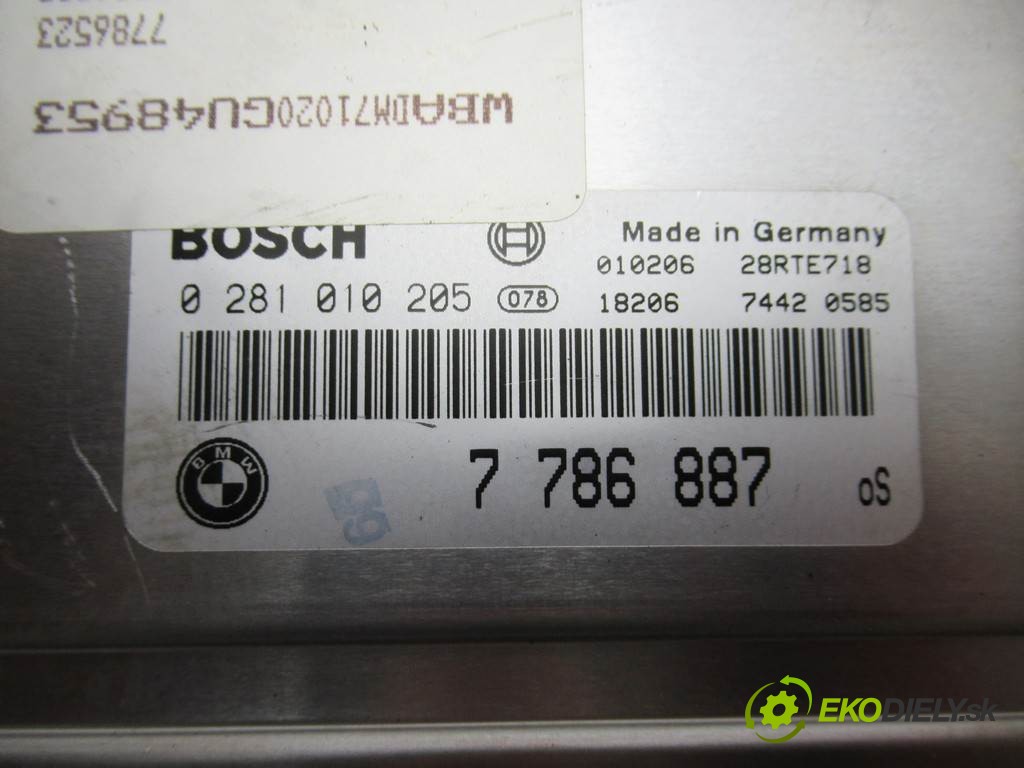 7786523
WBADM71020GU48953
BOSCH
Made in Germany
010206 28RTE718
0 281 010 205 078 18206 7442 0585
BMW
7 786 887 oS
EKODIELY.sk